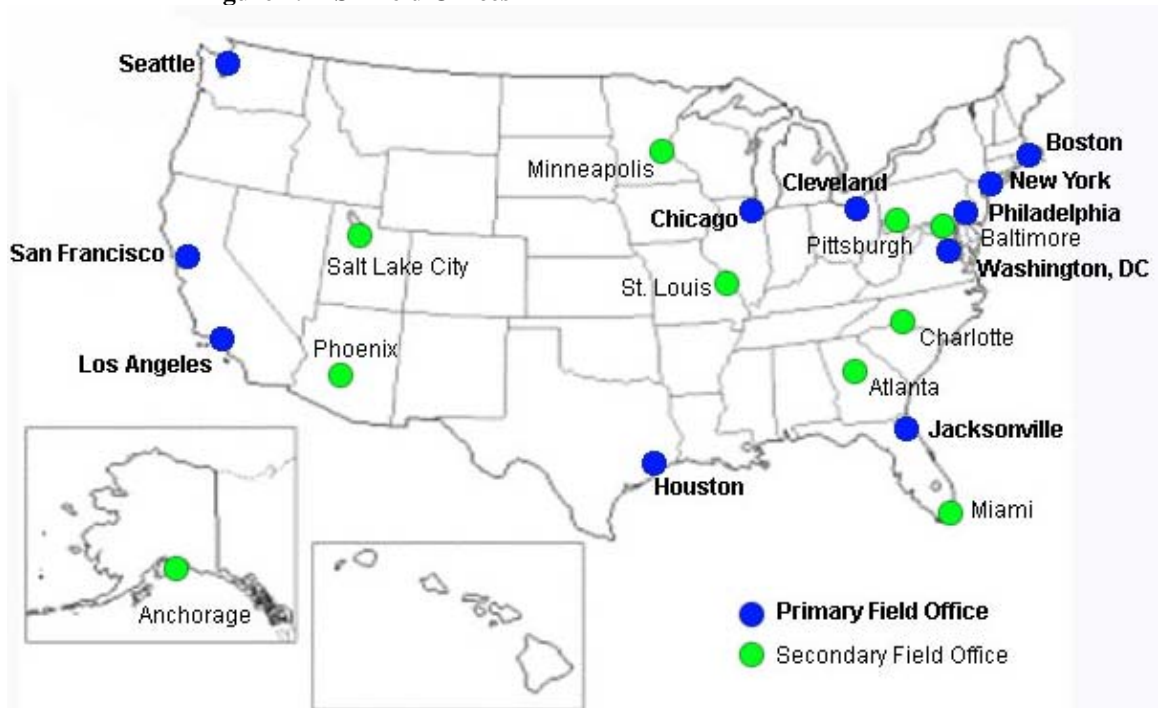 Seattle
Boston
Minneapolis
Cleveland
New York
Chicago
Philadelphia
Pittsburgh
Baltimore
San Francisco
Salt Lake City
Washington, DC
St. Louis
Charlotte
Phoenix
Los Angeles
Atlanta
Jacksonville
Houston
Miami
Anchorage
Primary Field Office
Secondary Field Office